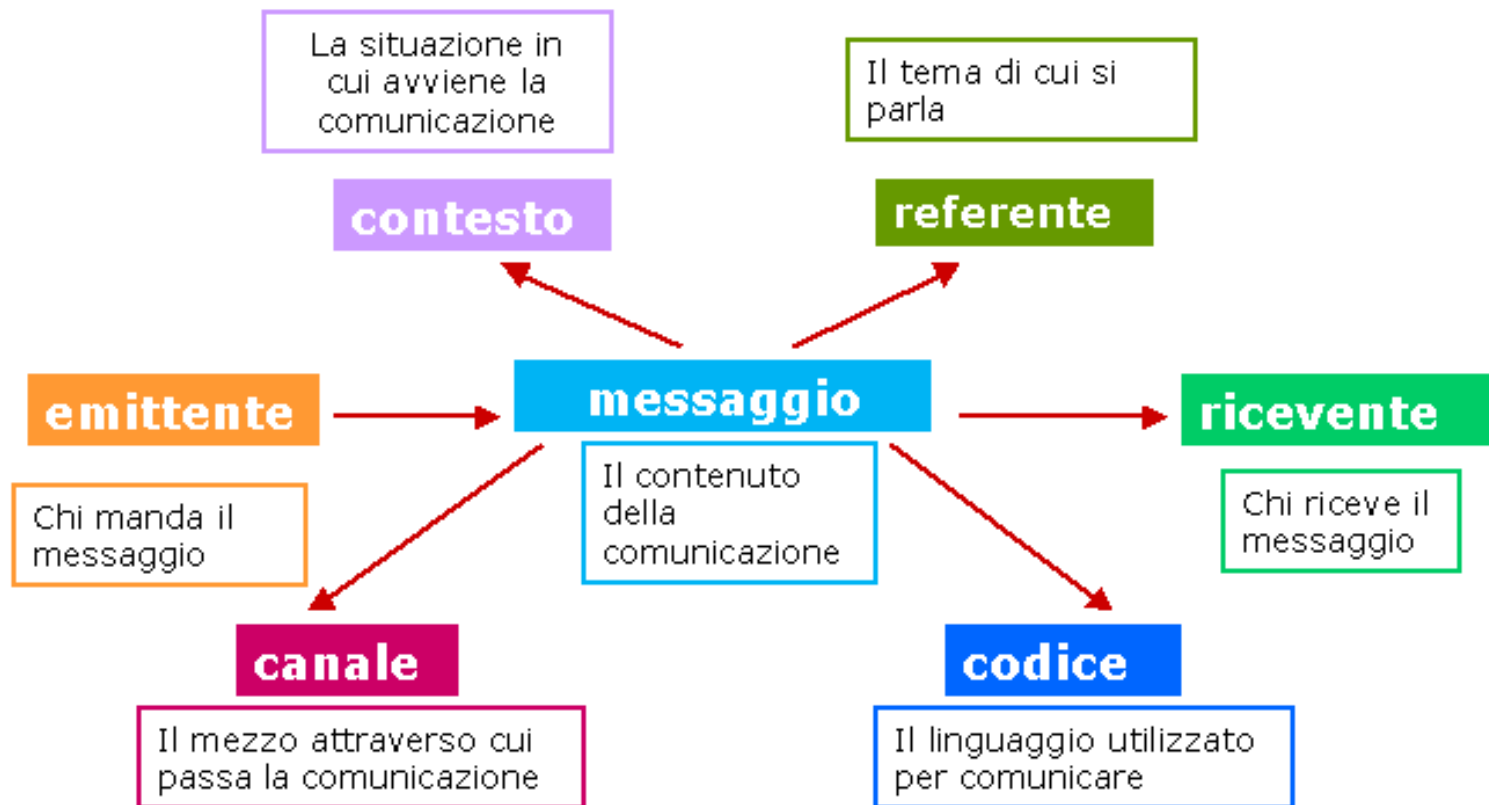 La situazione in
cui avviene la
comunicazione
Il tema di cui si
parla
contesto
referente
emittente
messaggio
ricevente
Chi manda il
messaggio
Il contenuto
della
comunicazione
Chi riceve il
messaggio
canale
codice
Il mezzo attraverso cui
passa la comunicazione
Il linguaggio utilizzato
per comunicare